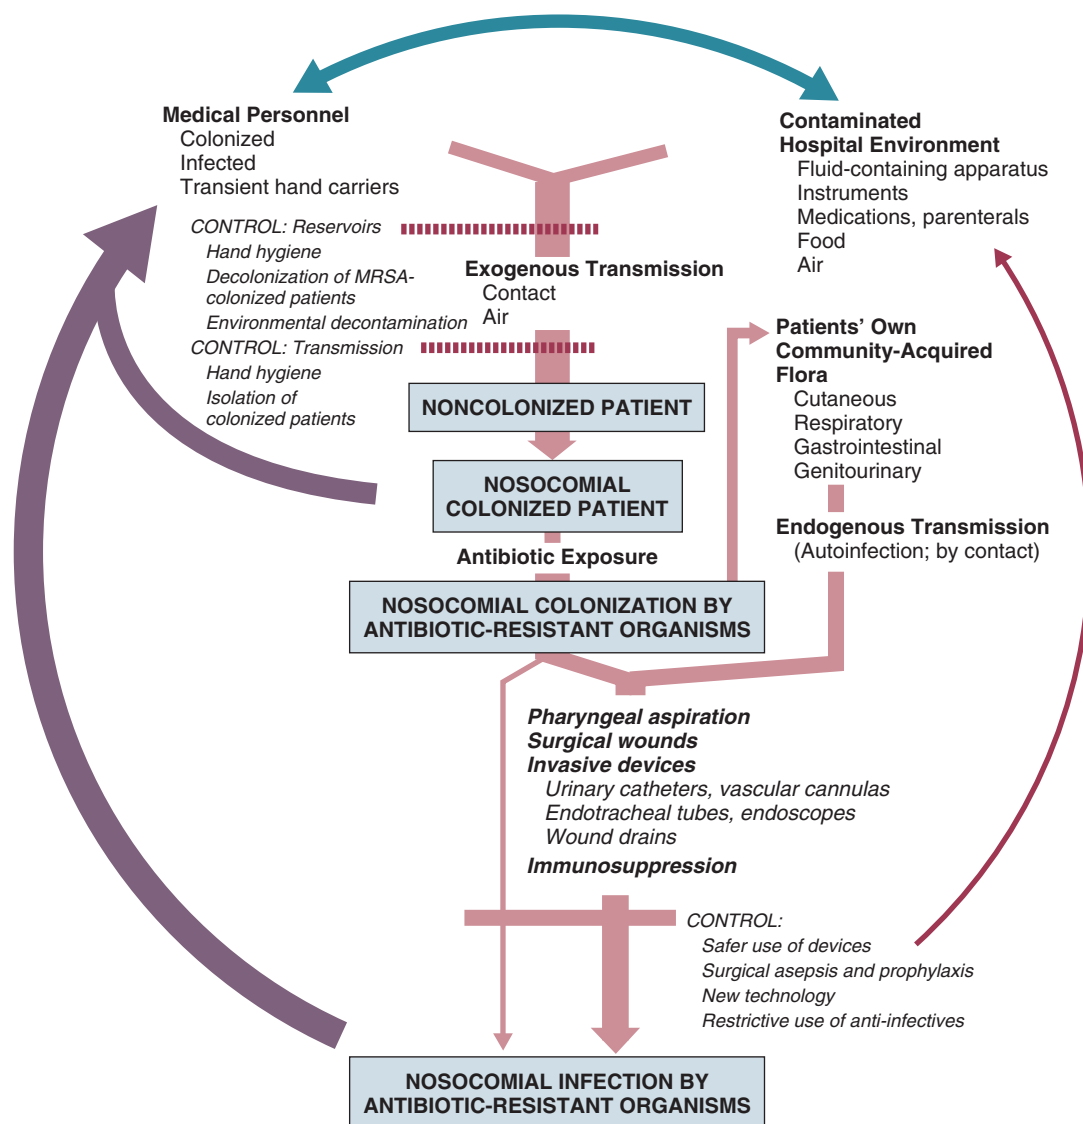 Medical Personnel
Colonized
Infected
Transient hand carriers
CONTROL: Reservoirs
Hand hygiene
Decolonization of MRSA-
colonized patients
Environmental decontamination
CONTROL: Transmission
Hand hygiene
Isolation of
colonized patients
Exogenous Transmission
Contact
Air
Contaminated
Hospital Environment
Fluid-containing apparatus
Instruments
Medications, parenterals
Food
Air
Patients’ Own
Community-Acquired
Flora
Cutaneous
Respiratory
Gastrointestinal
Genitourinary
Endogenous Transmission
(Autoinfection; by contact)
NONCOLONIZED PATIENT
NOSOCOMIAL
COLONIZED PATIENT
Antibiotic Exposure
NOSOCOMIAL COLONIZATION BY
ANTIBIOTIC-RESISTANT ORGANISMS
Pharyngeal aspiration
Surgical wounds
Invasive devices
Urinary catheters, vascular cannulas
Endotracheal tubes, endoscopes
Wound drains
Immunosuppression
CONTROL:
Safer use of devices
Surgical asepsis and prophylaxis
New technology
Restrictive use of anti-infectives
NOSOCOMIAL INFECTION BY
ANTIBIOTIC-RESISTANT ORGANISMS